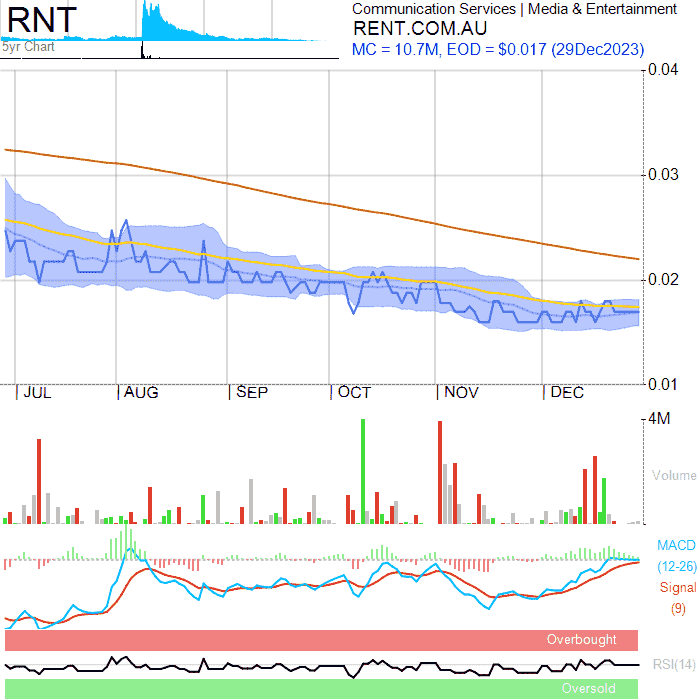 RNT
5yr Chart
Communication Services | Media & Entertainment
RENT.COM.AU
MC = 10.7M, EOD = $0.017 (29Dec2023)
0.04
0.03
0.02
0.01
JUL AUG SEP OCT NOV DEC
4M
Volume
MACD
(12-26)
Signal
(9)
Overbought
RSI(14)
Oversold